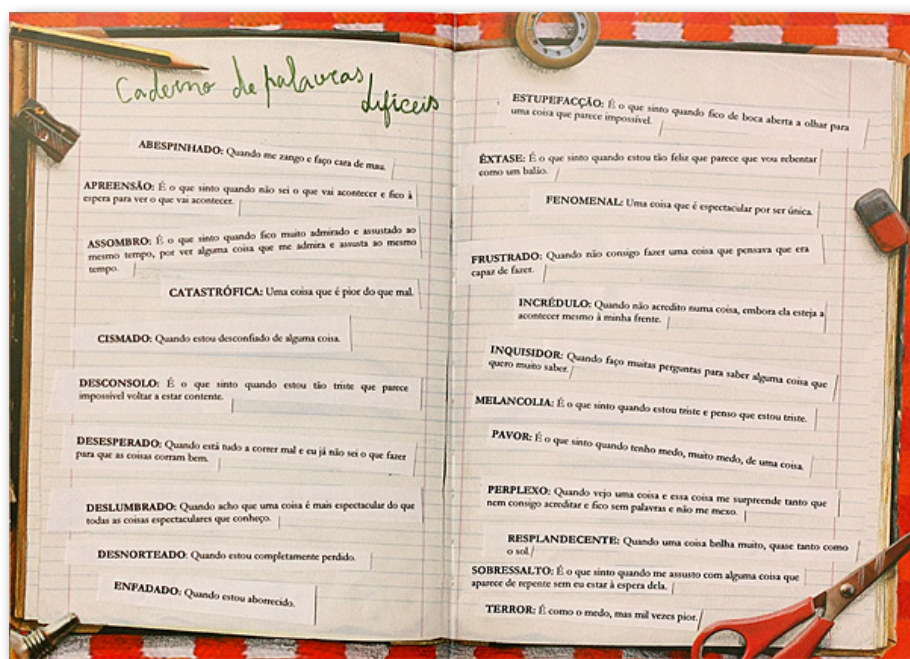 Caderno de palavras
difíceis
ABESPINHADO: Quando me zango e faço cara de mau.
APREENSÃO: É o que sinto quando não sei o que vai acontecer e fico à
espera para ver o que vai acontecer.
ASSOMBRO: É o que sinto quando fico muito admirado e assustado ao
mesmo tempo, por ver alguma coisa que me admira e assusta ao mesmo
tempo.
CATASTRÓFICA: Uma coisa que é pior do que mal.
CISMADO: Quando estou desconfiado de alguma coisa.
DESCONSOLO: É o que sinto quando estou tão triste que parece
impossível voltar a estar contente.
DESESPERADO: Quando está tudo a correr mal e eu já não sei o que fazer
para que as coisas corram bem.
DESLUMBRADO: Quando acho que uma coisa é mais espectacular do que
todas as coisas espectaculares que conheço.
DESNORTEADO: Quando estou completamente perdido.
ENFADADO: Quando estou aborrecido.
ESTUPEFACÇÃO: É o que sinto quando fico de boca aberta a olhar para
uma coisa que parece impossível.
ÊXTASE: É o que sinto quando estou tão feliz que parece que vou rebentar
como um balão.
FENOMENAL: Uma coisa que é espectacular por ser única.
FRUSTRADO: Quando não consigo fazer uma coisa que pensava que era
capaz de fazer.
INCRÉDULO: Quando não acredito numa coisa, embora ela esteja a
acontecer mesmo à minha frente.
INQUISIDOR: Quando faço muitas perguntas para saber alguma coisa que
quero muito saber.
MELANCOLIA: É o que sinto quando estou triste e penso que estou triste.
PAVOR: É o que sinto quando tenho medo, muito medo, de uma coisa.
PERPLEXO: Quando vejo uma coisa e essa coisa me surpreende tanto que
nem consigo acreditar e fico sem palavras e não me mexo.
RESPLANDECENTE: Quando uma coisa brilha muito, quase tanto como
o sol.
SOBRESSALTO: É o que sinto quando me assusto com alguma coisa que
aparece de repente sem eu estar à espera dela.
TERROR: É como o medo, mas mil vezes pior.